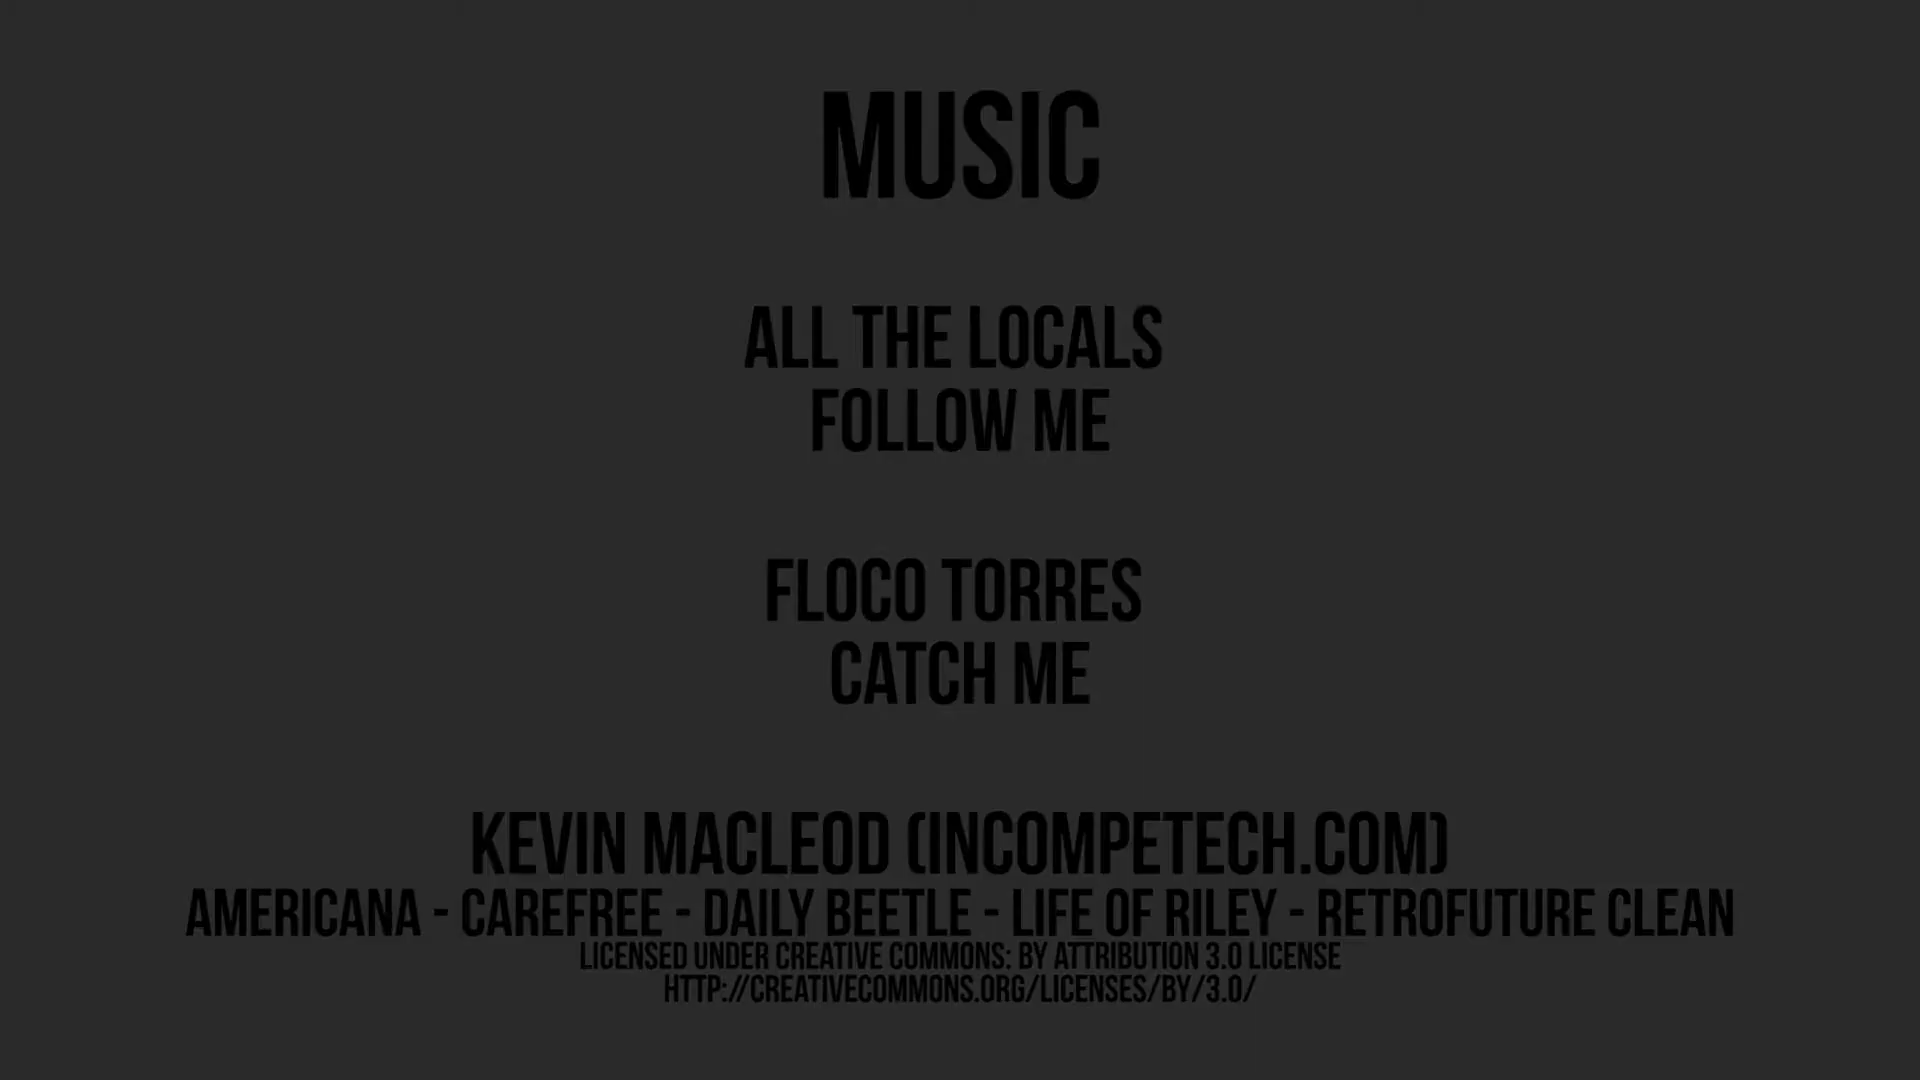 MUSIC
ALL THE LOCALS
FOLLOW ME
FLOCO TORRES
CATCH ME
KEVIN MACLEOD (INCOMPETECH.COM)
AMERICANA - CAREFREE - DAILY BEETLE - LIFE OF RILEY - RETROFUTURE CLEAN
LICENSED UNDER CREATIVE COMMONS: BY ATTRIBUTION 3.0 LICENSE
HTTP://CREATIVECOMMONS.ORG/LICENSES/BY/3.0/